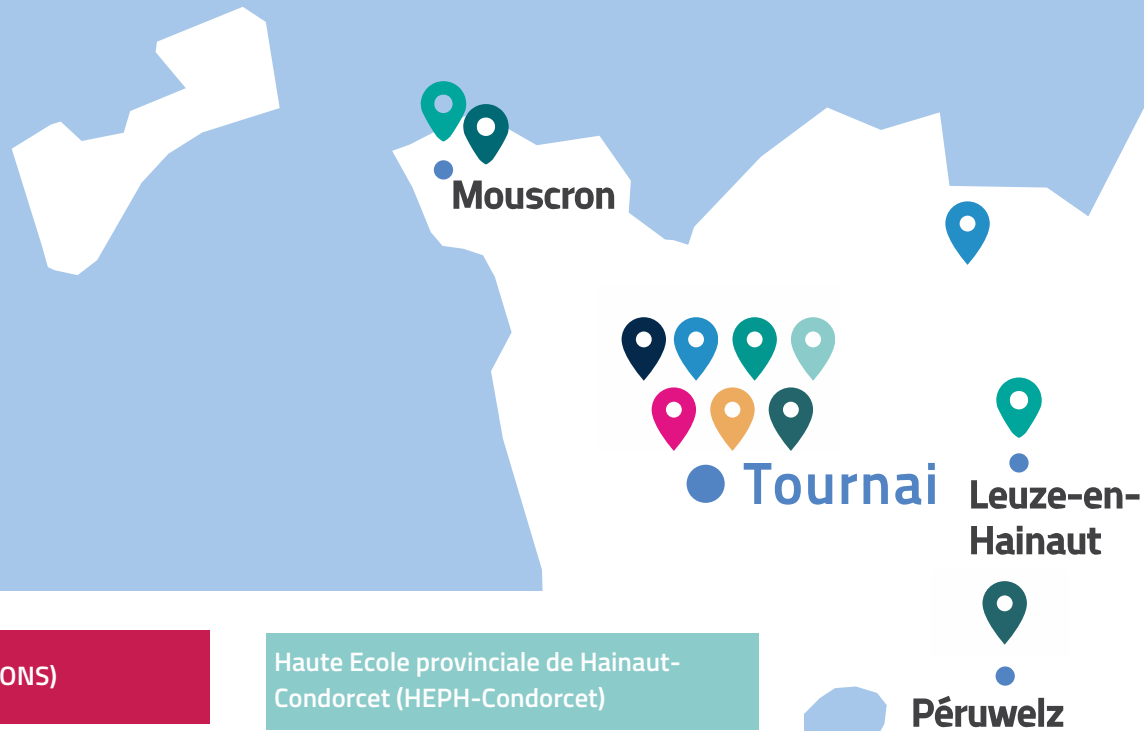 Mouscron
Tournai
Leuze-en-
Hainaut
Péruwelz
ONS)
Haute Ecole provinciale de Hainaut-
Condorcet (HEPH-Condorcet)